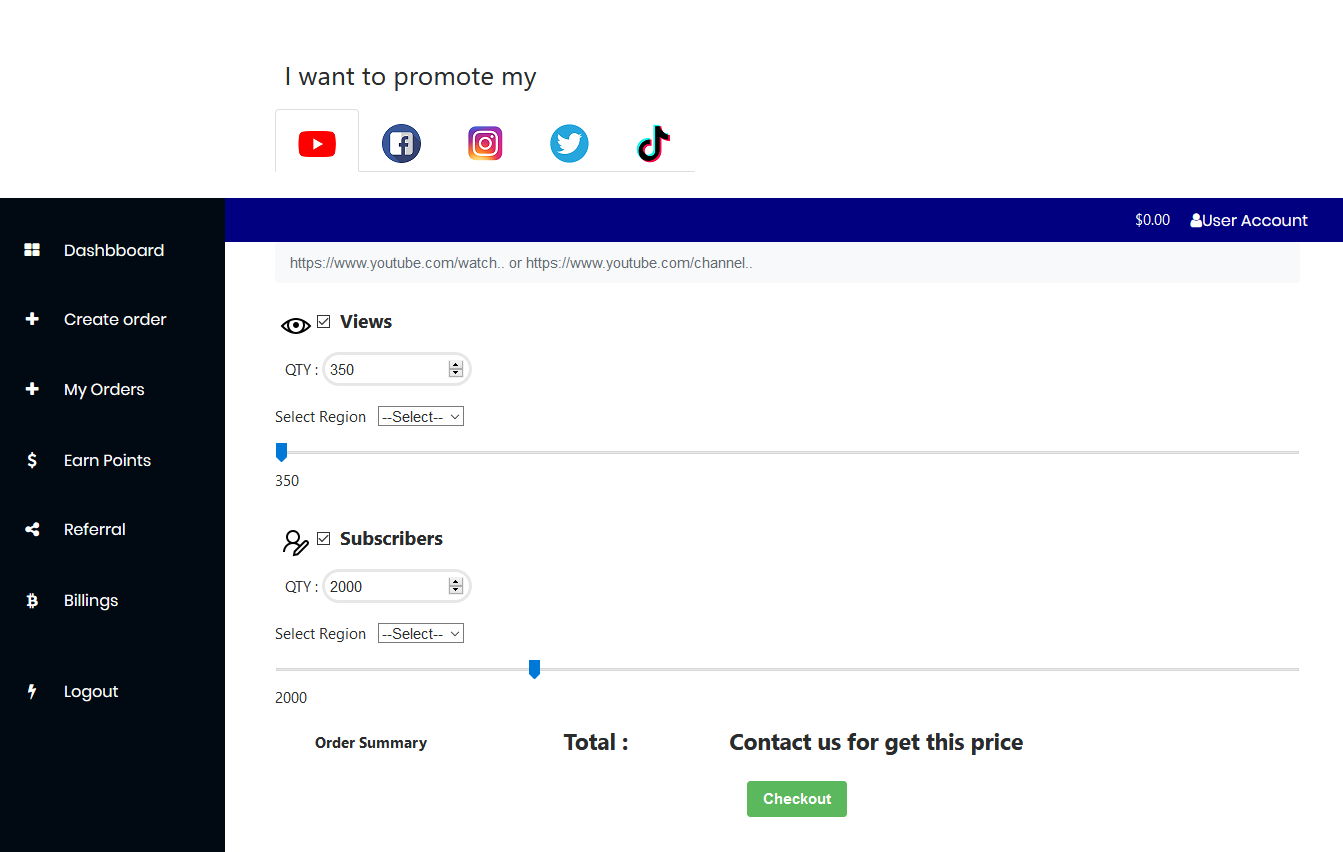 I want to promote my
$0.00 User Account
Dashbboard
Create order
My Orders
Earn Points
Referral
Billings
Logout
https://www.youtube.com/watch.. or https://www.youtube.com/channel..
Views
QTY : 350
Select Region --Select--
350
Subscribers
QTY : 2000
Select Region --Select--
2000
Order Summary Total : Contact us for get this price
Checkout